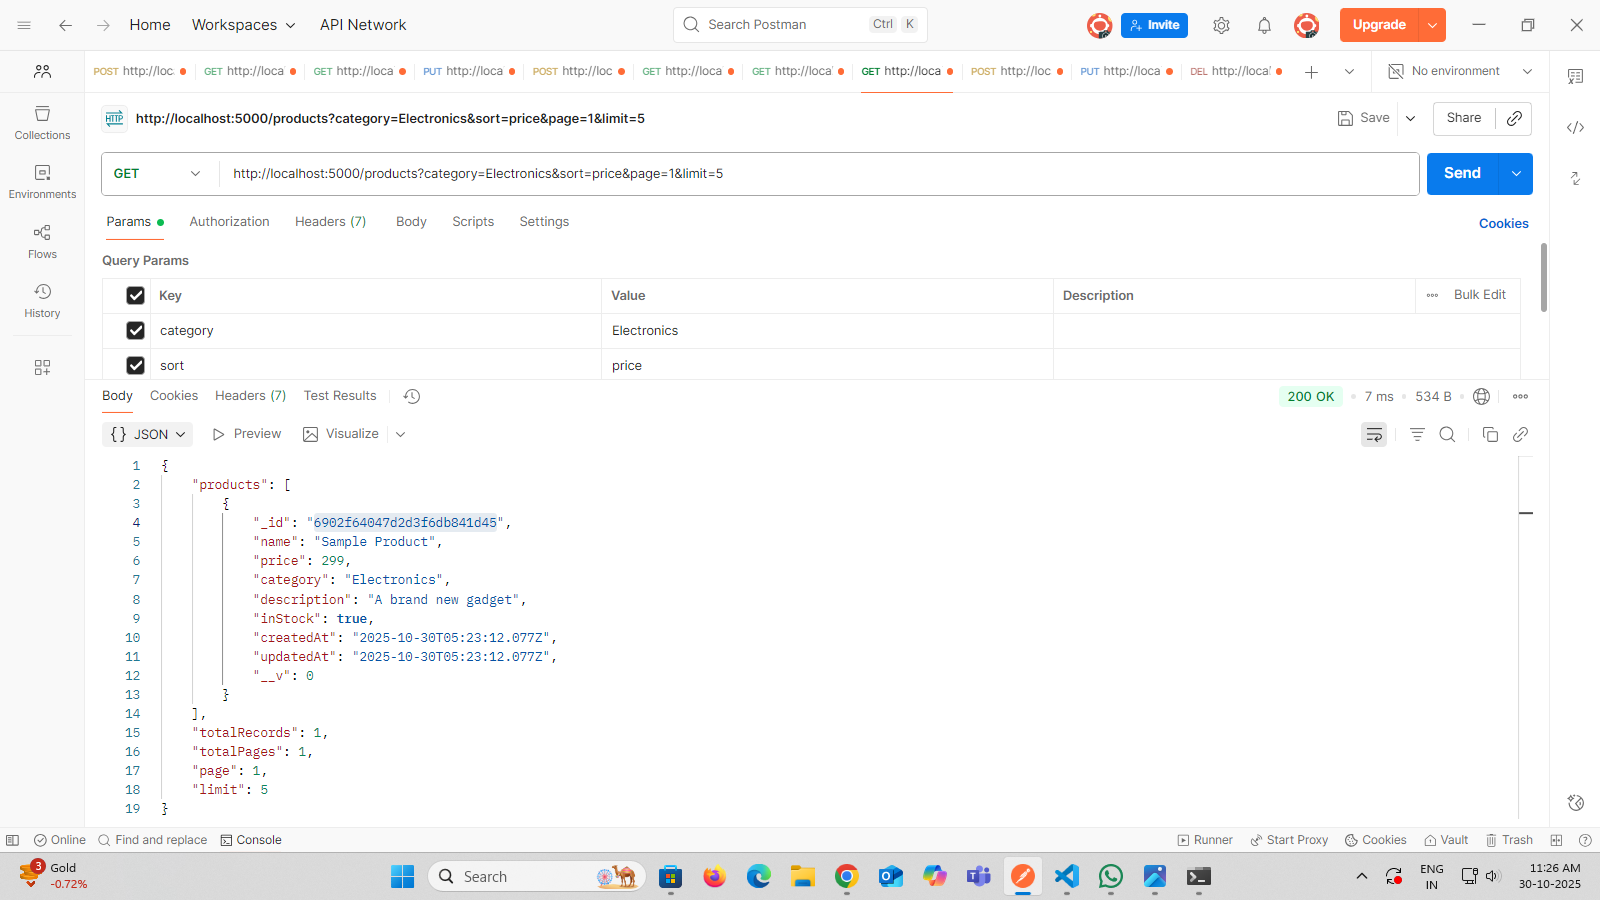 Home Workspaces API Network Search Postman Ctrl K Invite Upgrade
POST http://loc GET http://loca GET http://loca PUT http://loca POST http://loc GET http://loca GET http://loca GET http://loca POST http://loc PUT http://loca DEL http://local No environment
HTTP http://localhost:5000/products?category=Electronics&sort=price&page=1&limit=5 Save Share
GET http://localhost:5000/products?category=Electronics&sort=price&page=1&limit=5 Send
Params Authorization Headers (7) Body Scripts Settings Cookies
Query Params
Key Value Description Bulk Edit
category Electronics
sort price
Collections
Environments
Flows
History
Body Cookies Headers (7) Test Results 200 OK 7 ms 534 B
{} JSON Preview Visualize
1 {
2 "products": [
3 {
4 "_id": "6902f64047d2d3f6db841d45",
5 "name": "Sample Product",
6 "price": 299,
7 "category": "Electronics",
8 "description": "A brand new gadget",
9 "inStock": true,
10 "createdAt": "2025-10-30T05:23:12.077Z",
11 "updatedAt": "2025-10-30T05:23:12.077Z",
12 "__v": 0
13 }
14 ],
15 "totalRecords": 1,
16 "totalPages": 1,
17 "page": 1,
18 "limit": 5
19 }
Online Find and replace Console Runner Start Proxy Cookies Vault Trash
3 Gold
-0.72%
Search
ENG
IN
11:26 AM
30-10-2025